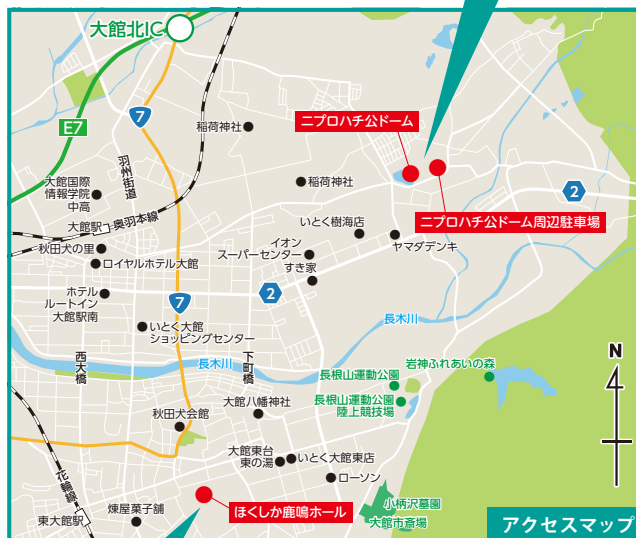 大館北IC
7
E7
羽州街道
稲荷神社
ニプロハチ公ドーム
稲荷神社
大館国際
情報学院
中高
2
ニプロハチ公ドーム周辺駐車場
大館駅
奥羽本線
いとく樹海店
ヤマダデンキ
秋田犬の里
イオン
スーパーセンター
ロイヤルホテル大館
すき家
ホテル
ルートイン
大館駅南
7
2
いとく大館
ショッピングセンター
長木川
西大橋
長木川
下町橋
岩神ふれあいの森
長根山運動公園
長根山運動公園
陸上競技場
N
秋田犬会館
大館八幡神社
大館東台
東の湯
いとく大館東店
ローソン
花輪線
東大館駅
煉屋菓子舗
ほくしか鹿鳴ホール
小柄沢墓園
大館市斎場
アクセスマップ